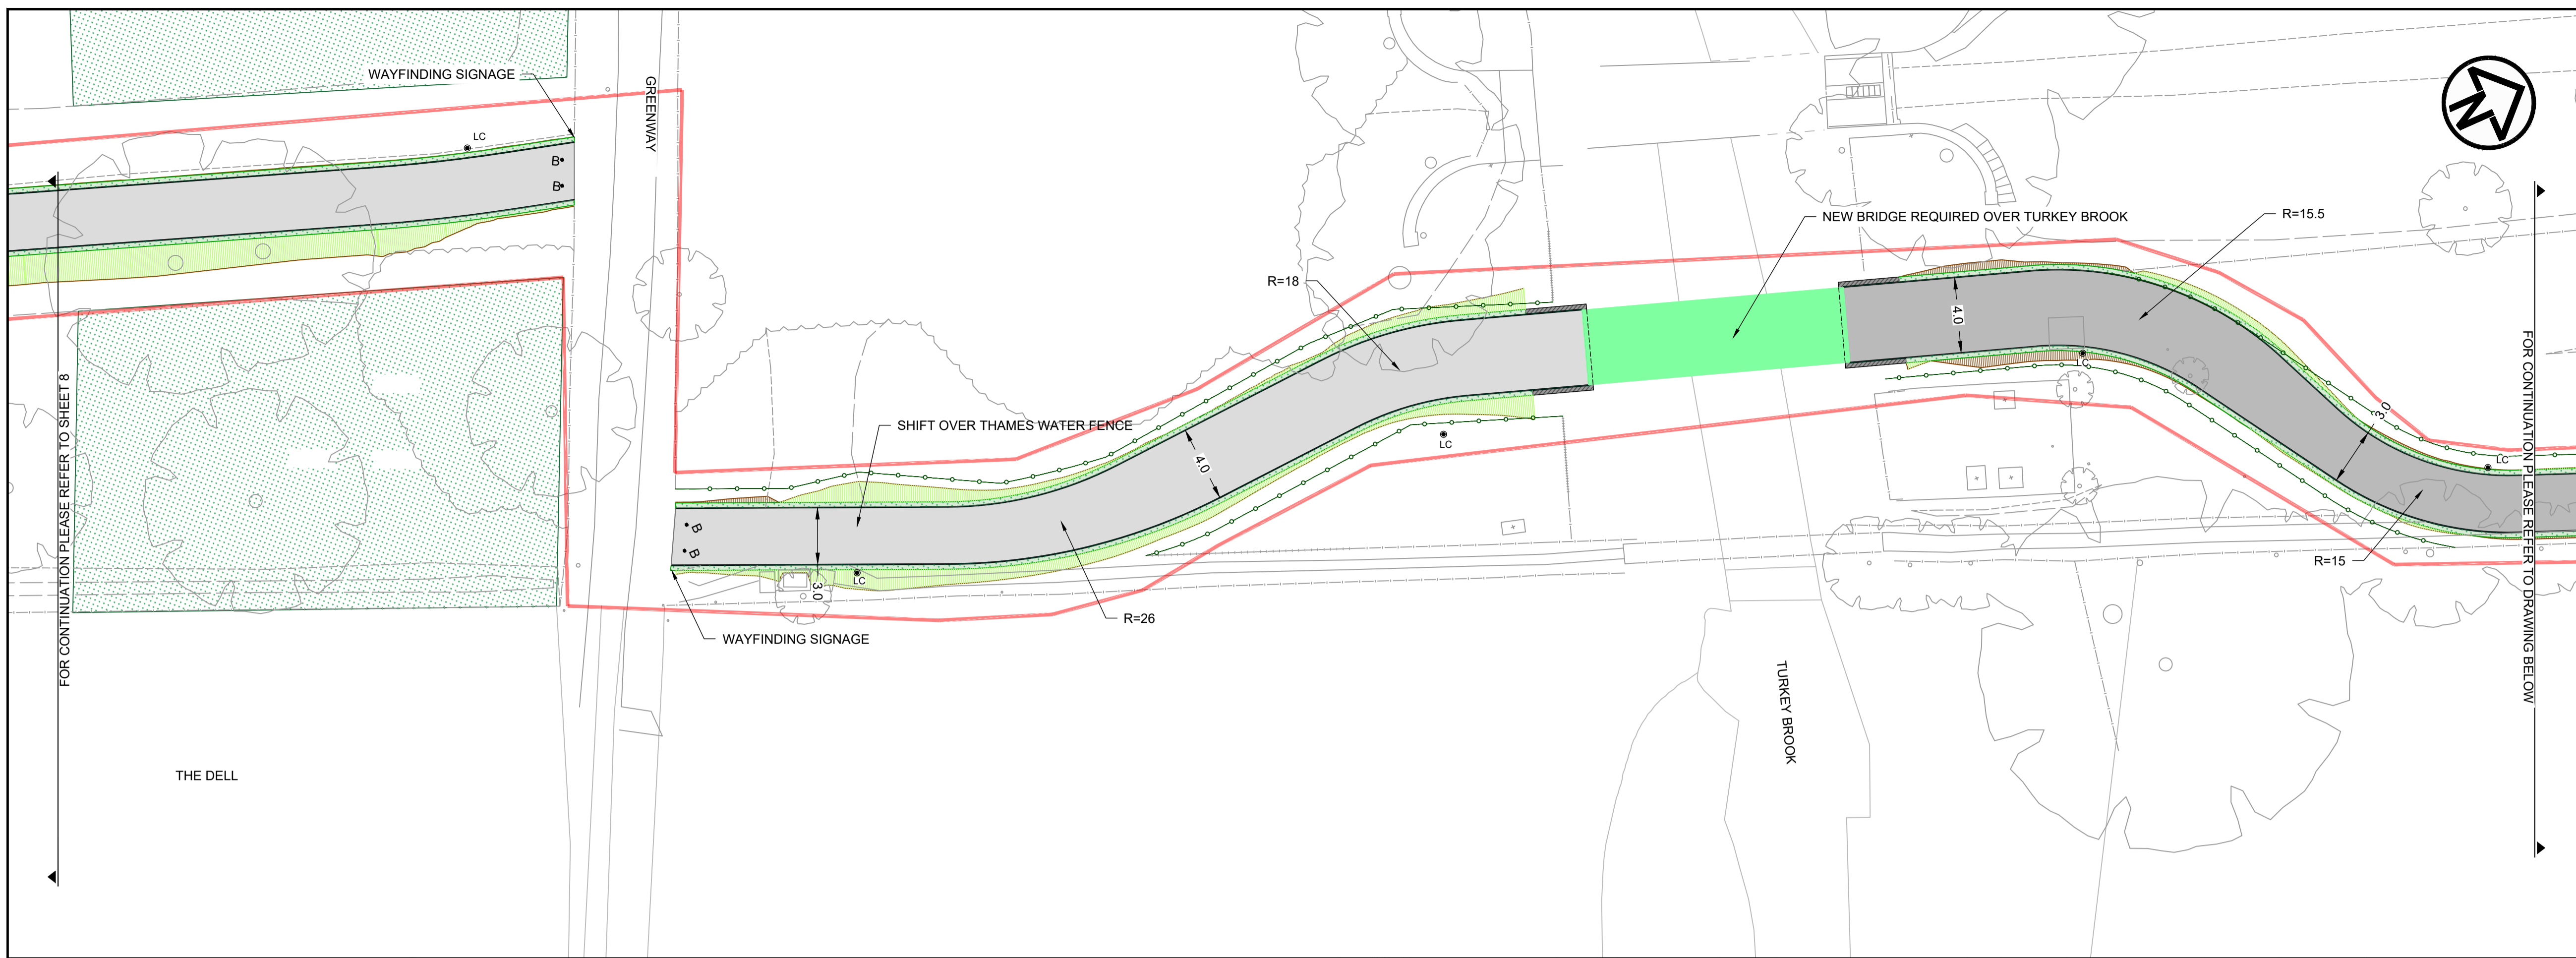 WAYFINDING SIGNAGE
LC
B
B
GREENWAY
N
NEW BRIDGE REQUIRED OVER TURKEY BROOK
R=15.5
R=18
4.0
LC
FOR CONTINUATION PLEASE REFER TO SHEET 8
SHIFT OVER THAMES WATER FENCE
4.0
LC
3.0
LC
FOR CONTINUATION PLEASE REFER TO DRAWING BELOW
B
B
LC
3.0
R=15
R=26
WAYFINDING SIGNAGE
TURKEY BROOK
THE DELL